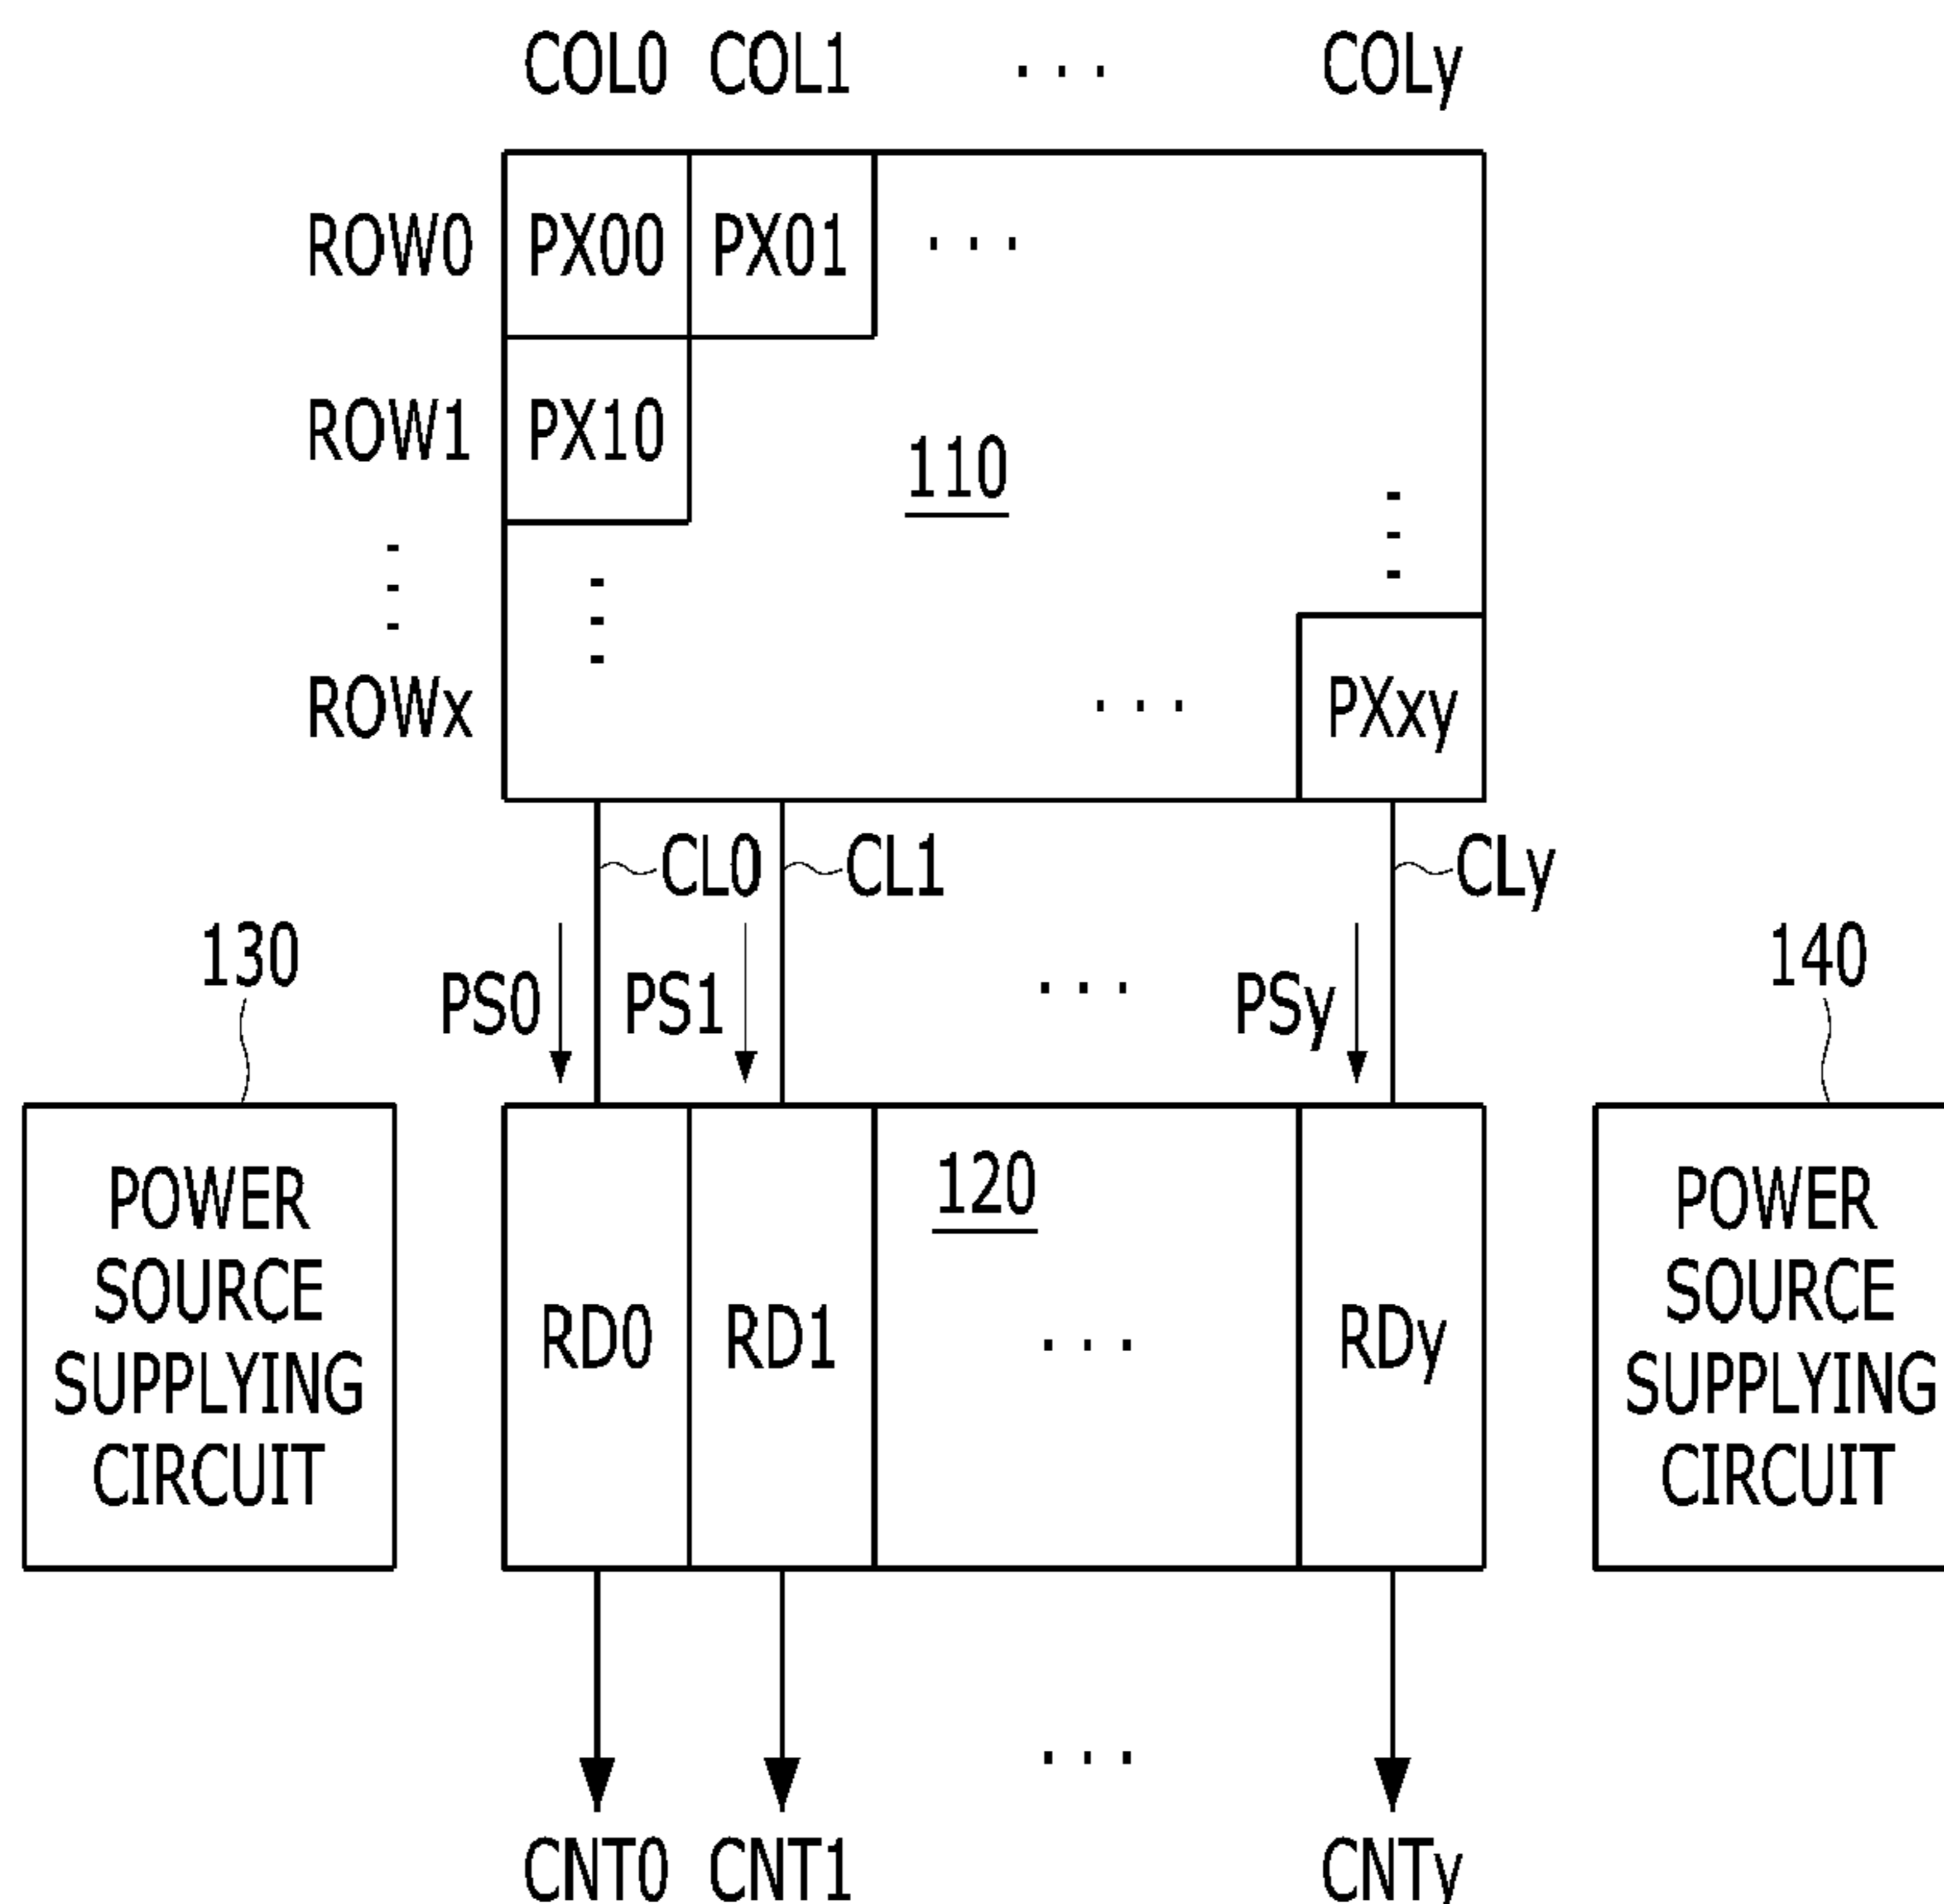 COL0 COL1 ... COLy
ROW0 PX00 PX01 ...
ROW1 PX10
110
ROWx ... PXxy
CL0 CL1 CLy
130 140
PS0 PS1 ... PSy
120
POWER
SOURCE
SUPPLYING
CIRCUIT
RD0 RD1 ... RDy
POWER
SOURCE
SUPPLYING
CIRCUIT
...
CNT0 CNT1 CNTy